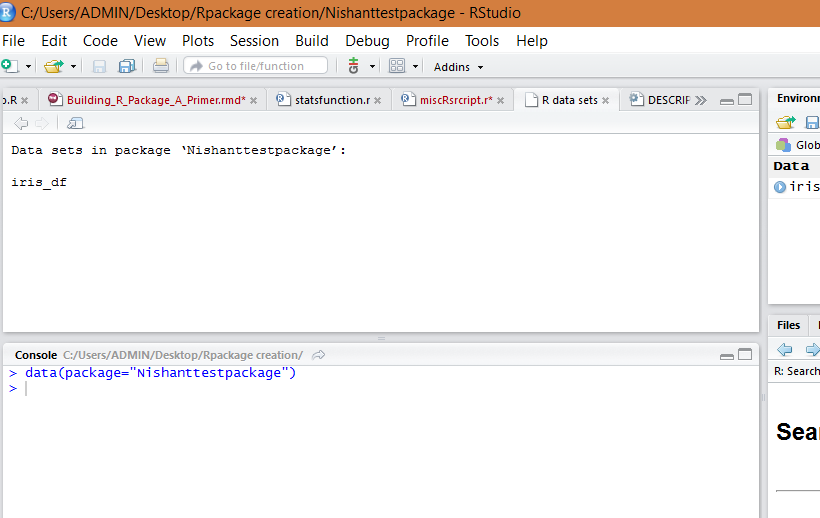 C:/Users/ADMIN/Desktop/Rpackage creation/Nishanttestpackage - RStudio
File Edit Code View Plots Session Build Debug Profile Tools Help
Go to file/function Addins
o.R Building_R_Package_A_Primer.rmd* statsfunction.r miscRsrcript.r* R data sets DESCRIF
Data sets in package ‘Nishanttestpackage’:
iris_df
Console C:/Users/ADMIN/Desktop/Rpackage creation/
> data(package="Nishanttestpackage")
>
Environr
Glob
Data
iris
Files
R: Search
Sea